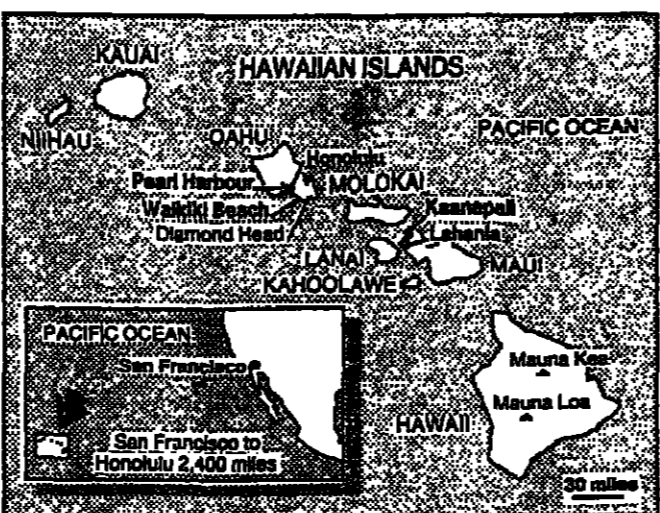 KAUAI
HAWAIIAN ISLANDS
NIIHAU
PACIFIC OCEAN
OAHU
Honolulu
Pearl Harbour
MOLOKAI
Waikiki Beach
Kaanapali
Diamond Head
Lahania
LANAI
MAUI
KAHOOLAWE
PACIFIC OCEAN
San Francisco
San Francisco to
Honolulu 2,400 miles
HAWAII
Mauna Kea
Mauna Loa
30 miles